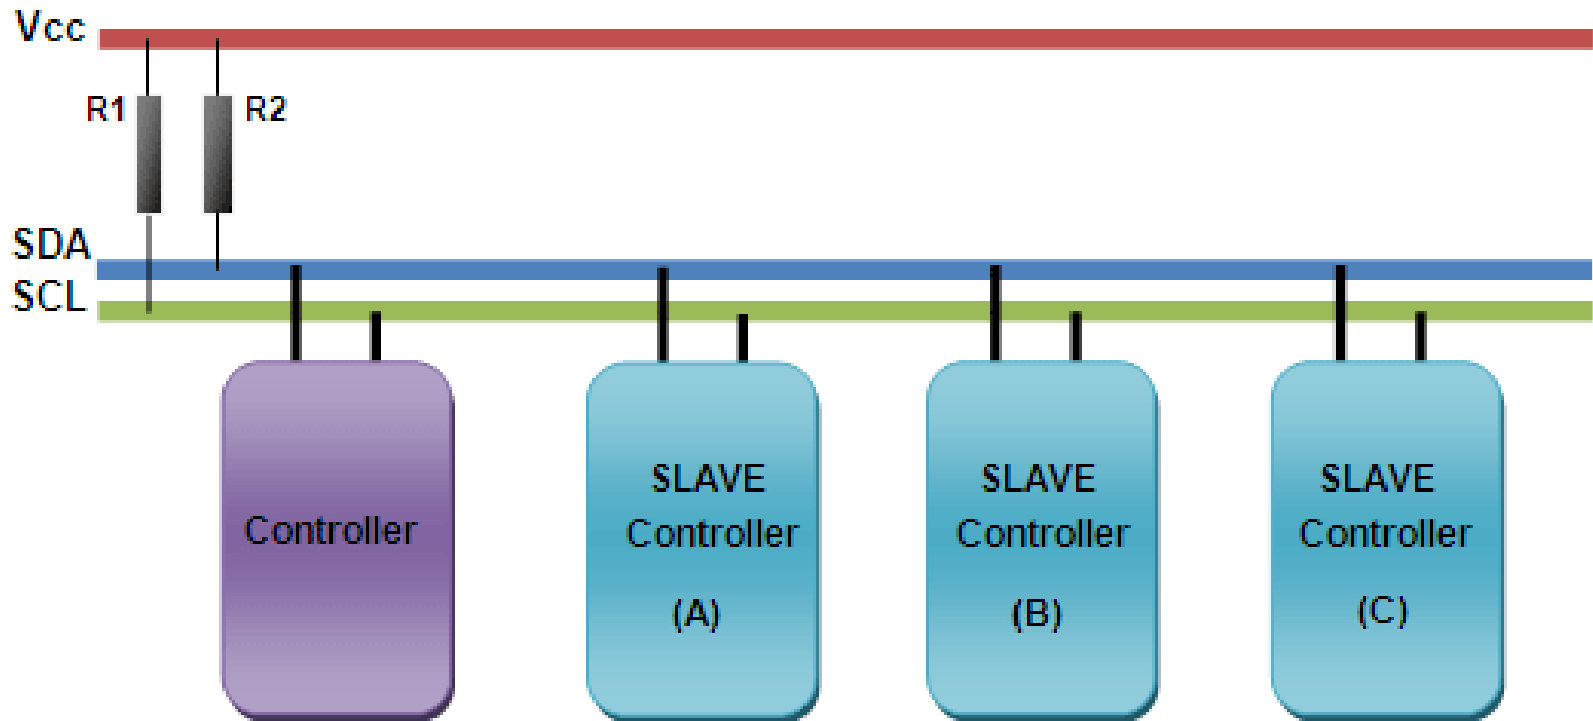 Vcc
R1
R2
SDA
SCL
Controller
SLAVE
Controller
(A)
SLAVE
Controller
(B)
SLAVE
Controller
(C)